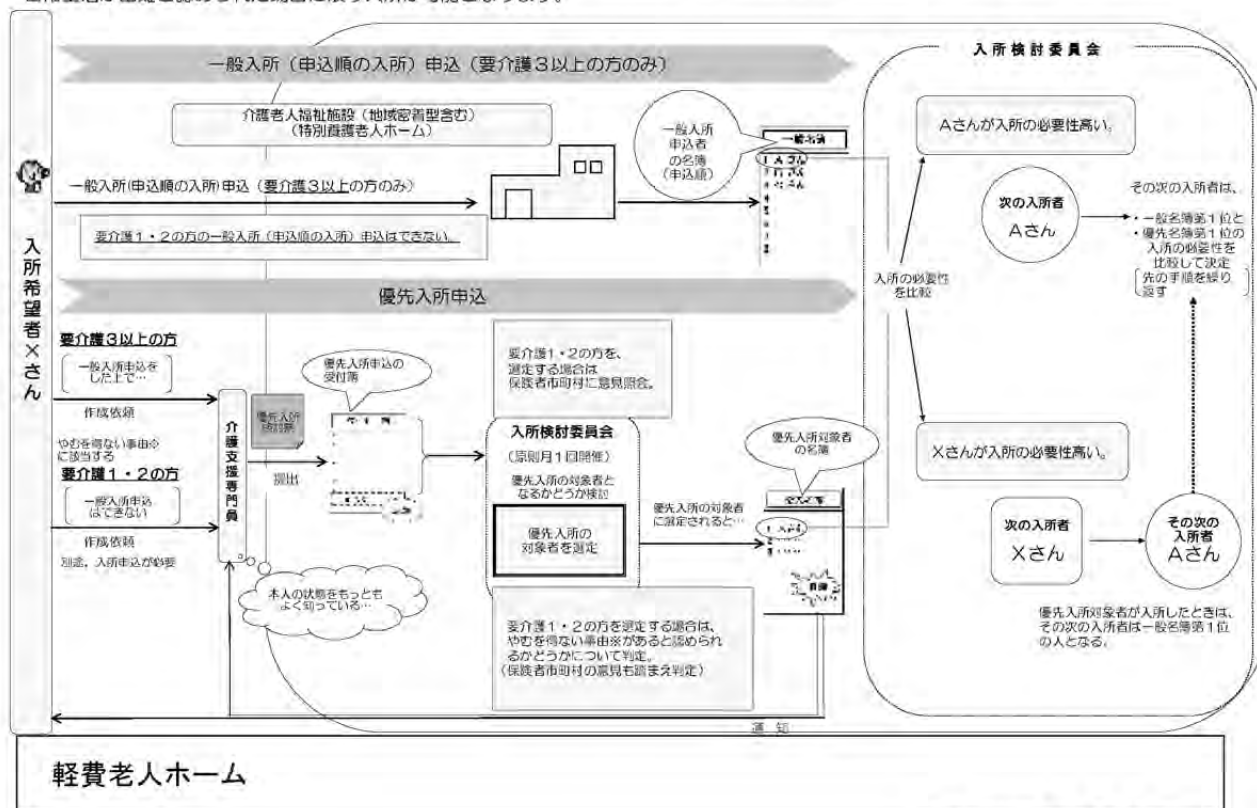 入所希望者Xさん
一般入所（申込順の入所）申込（要介護３以上の方のみ）
介護老人福祉施設（地域密着型含む）
（特別養護老人ホーム）
一般入所(申込順の入所)申込（要介護３以上の方のみ）
要介護１・２の方の一般入所（申込順の入所）申込はできない。
一般入所
申込者
の名簿
（申込順）
一般名簿
優先入所申込
要介護３以上の方
一般入所申込を
した上で…
作成依頼
やむを得ない事由※
に該当する
要介護１・２の方
一般入所申込
はできない
作成依頼
別途、入所申込が必要
介護支援専門員
優先入所
提出
優先入所申込の
受付簿
本人の状態をもっとも
よく知っている…
要介護１・２の方を、
選定する場合は
保険者市町村に意見照会。
入所検討委員会
（原則月１回開催）
優先入所の対象者と
なるかどうか検討
優先入所の
対象者を選定
要介護１・２の方を選定する場合は、
やむを得ない事由※があると認められ
るかどうかについて判定。
（保険者市町村の意見も踏まえ判定）
優先入所の対象者
に選定されると…
優先入所対象者
の名簿
通知
入所検討委員会
入所の必要性
を比較
Aさんが入所の必要性高い。
次の入所者
Aさん
その次の入所者は、
・一般名簿第１位と
・優先名簿第１位の
入所の必要性を
比較して決定
先の手順を繰り
返す
Xさんが入所の必要性高い。
次の入所者
Xさん
その次の
入所者
Aさん
優先入所対象者が入所したときは、
その次の入所者は一般名簿第１位
の人となる。
軽費老人ホーム